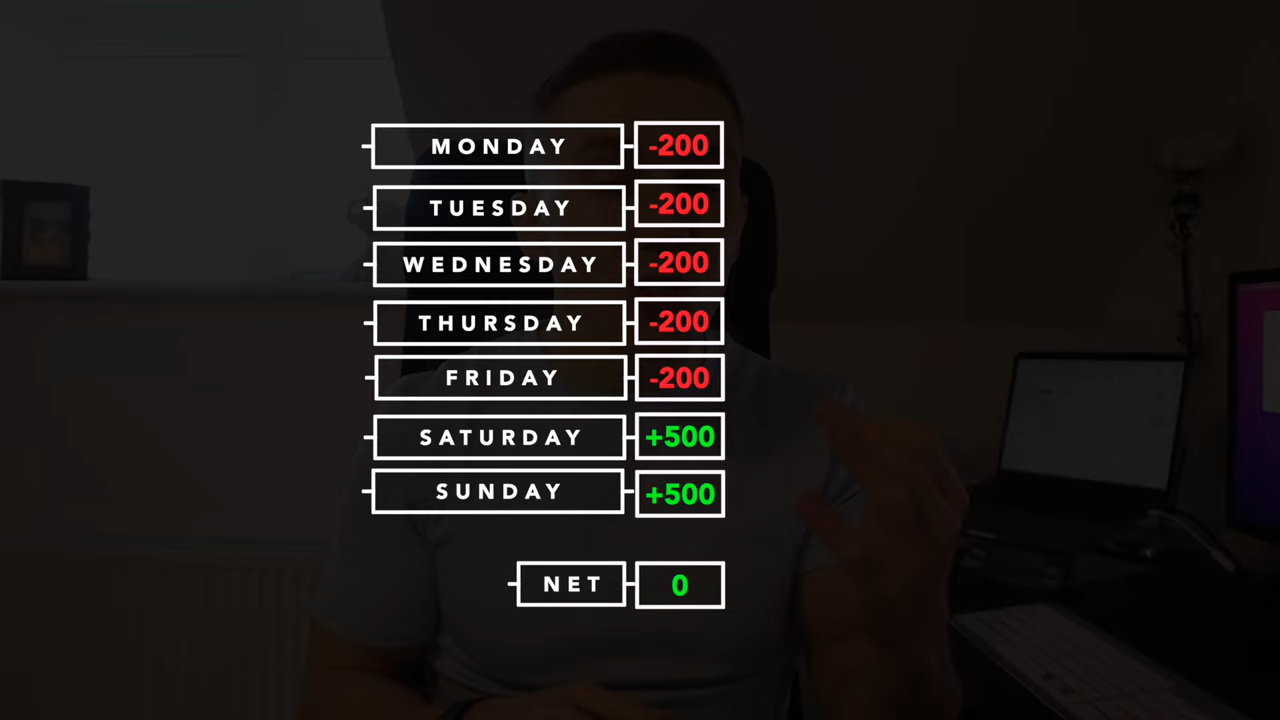 MONDAY -200
TUESDAY -200
WEDNESDAY -200
THURSDAY -200
FRIDAY -200
SATURDAY +500
SUNDAY +500
NET 0